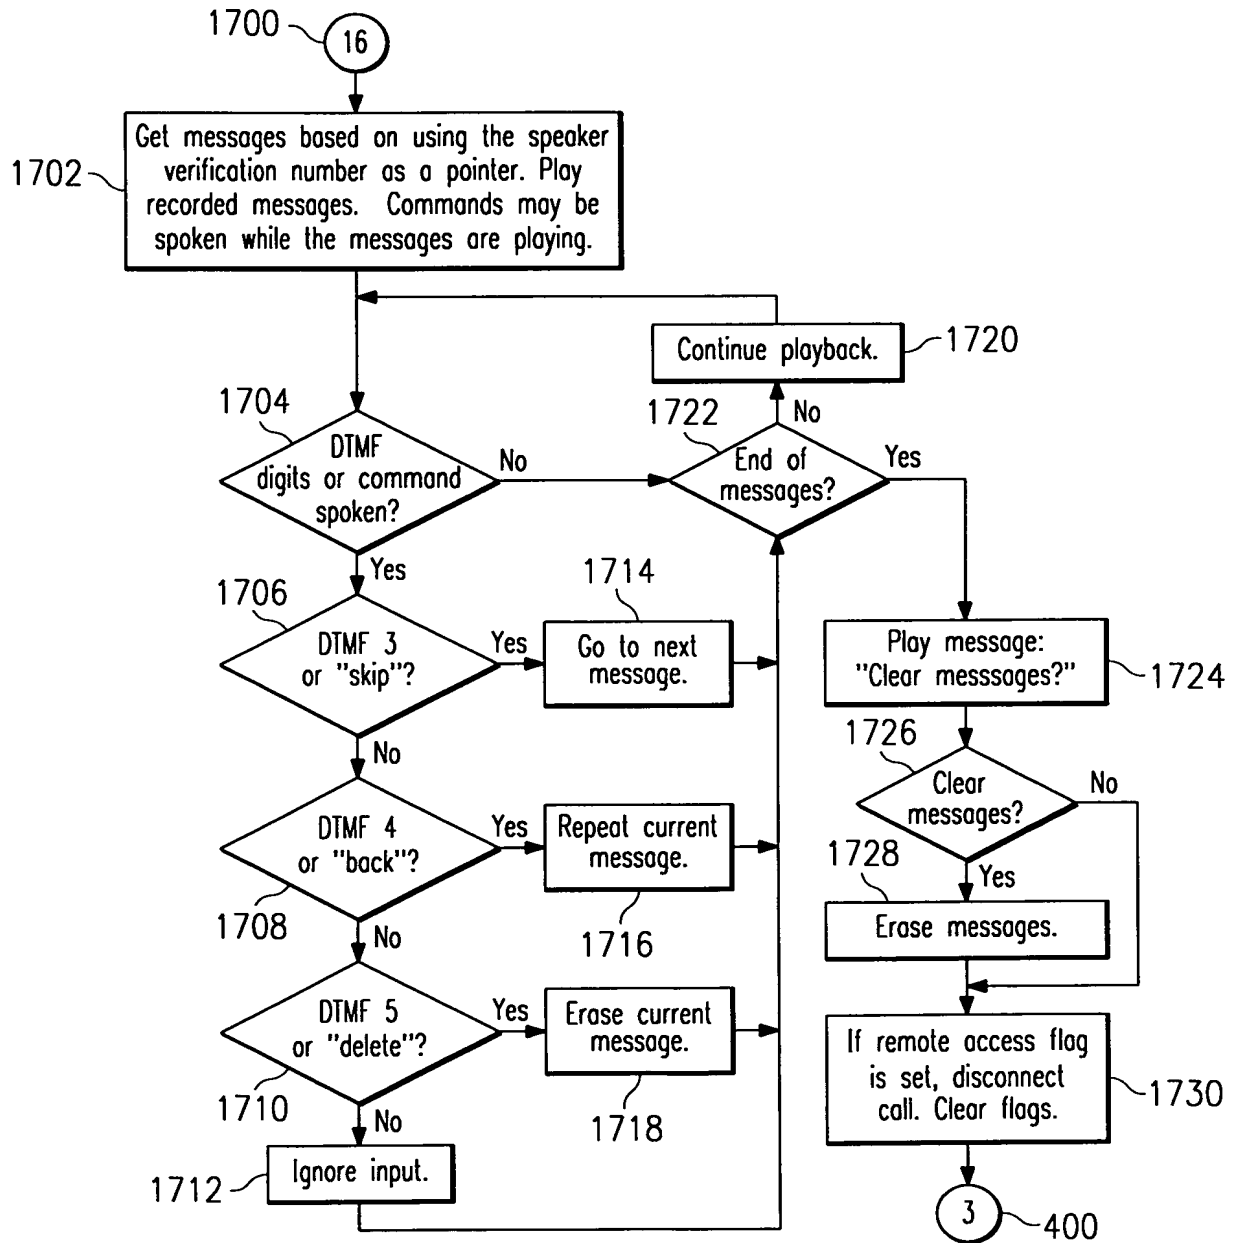 1700
16
1702
Get messages based on using the speaker
verification number as a pointer. Play
recorded messages. Commands may be
spoken while the messages are playing.
Continue playback.
1720
1704
DTMF
digits or command
spoken?
No
Yes
1722
No
End of
messages?
Yes
1706
DTMF 3
or "skip"?
Yes
No
1714
Go to next
message.
Play message:
"Clear messsages?"
1724
1726
Clear
messages?
No
Yes
DTMF 4
or "back"?
1708
Yes
No
Repeat current
message.
1716
1728
Erase messages.
DTMF 5
or "delete"?
1710
Yes
No
Erase current
message.
1718
If remote access flag
is set, disconnect
call. Clear flags.
1730
1712
Ignore input.
3
400